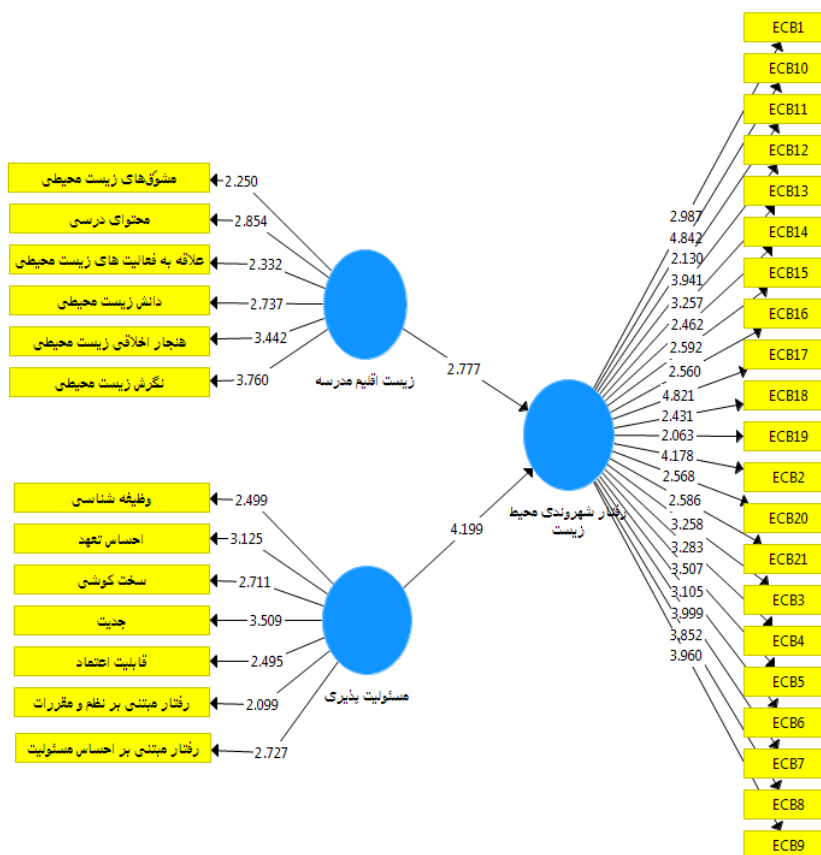 ECB1
ECB10
ECB11
ECB12
ECB13
ECB14
ECB15
ECB16
ECB17
ECB18
ECB19
ECB2
ECB20
ECB21
ECB3
ECB4
ECB5
ECB6
ECB7
ECB8
ECB9
2.987
4.842
2.130
3.941
3.257
2.462
2.592
2.560
4.821
2.431
2.063
4.178
2.568
2.586
3.258
3.283
3.507
3.105
3.999
3.852
3.960
رفتار شهروندی محیط
زیست
2.777
4.199
زیست اقلیم مدرسه
مشوق‌های زیست محیطی
2.250
محتوای درسی
2.854
علاقه به فعالیت های زیست محیطی
2.332
دانش زیست محیطی
2.737
هنجار اخلاقی زیست محیطی
3.442
نگرش زیست محیطی
3.760
مسئولیت پذیری
وظیفه شناسی
2.499
احساس تعهد
3.125
سخت کوشی
2.711
جدیت
3.509
قابلیت اعتماد
2.495
رفتار مبتنی بر نظم و مقررات
2.099
رفتار مبتنی بر احساس مسئولیت
2.727